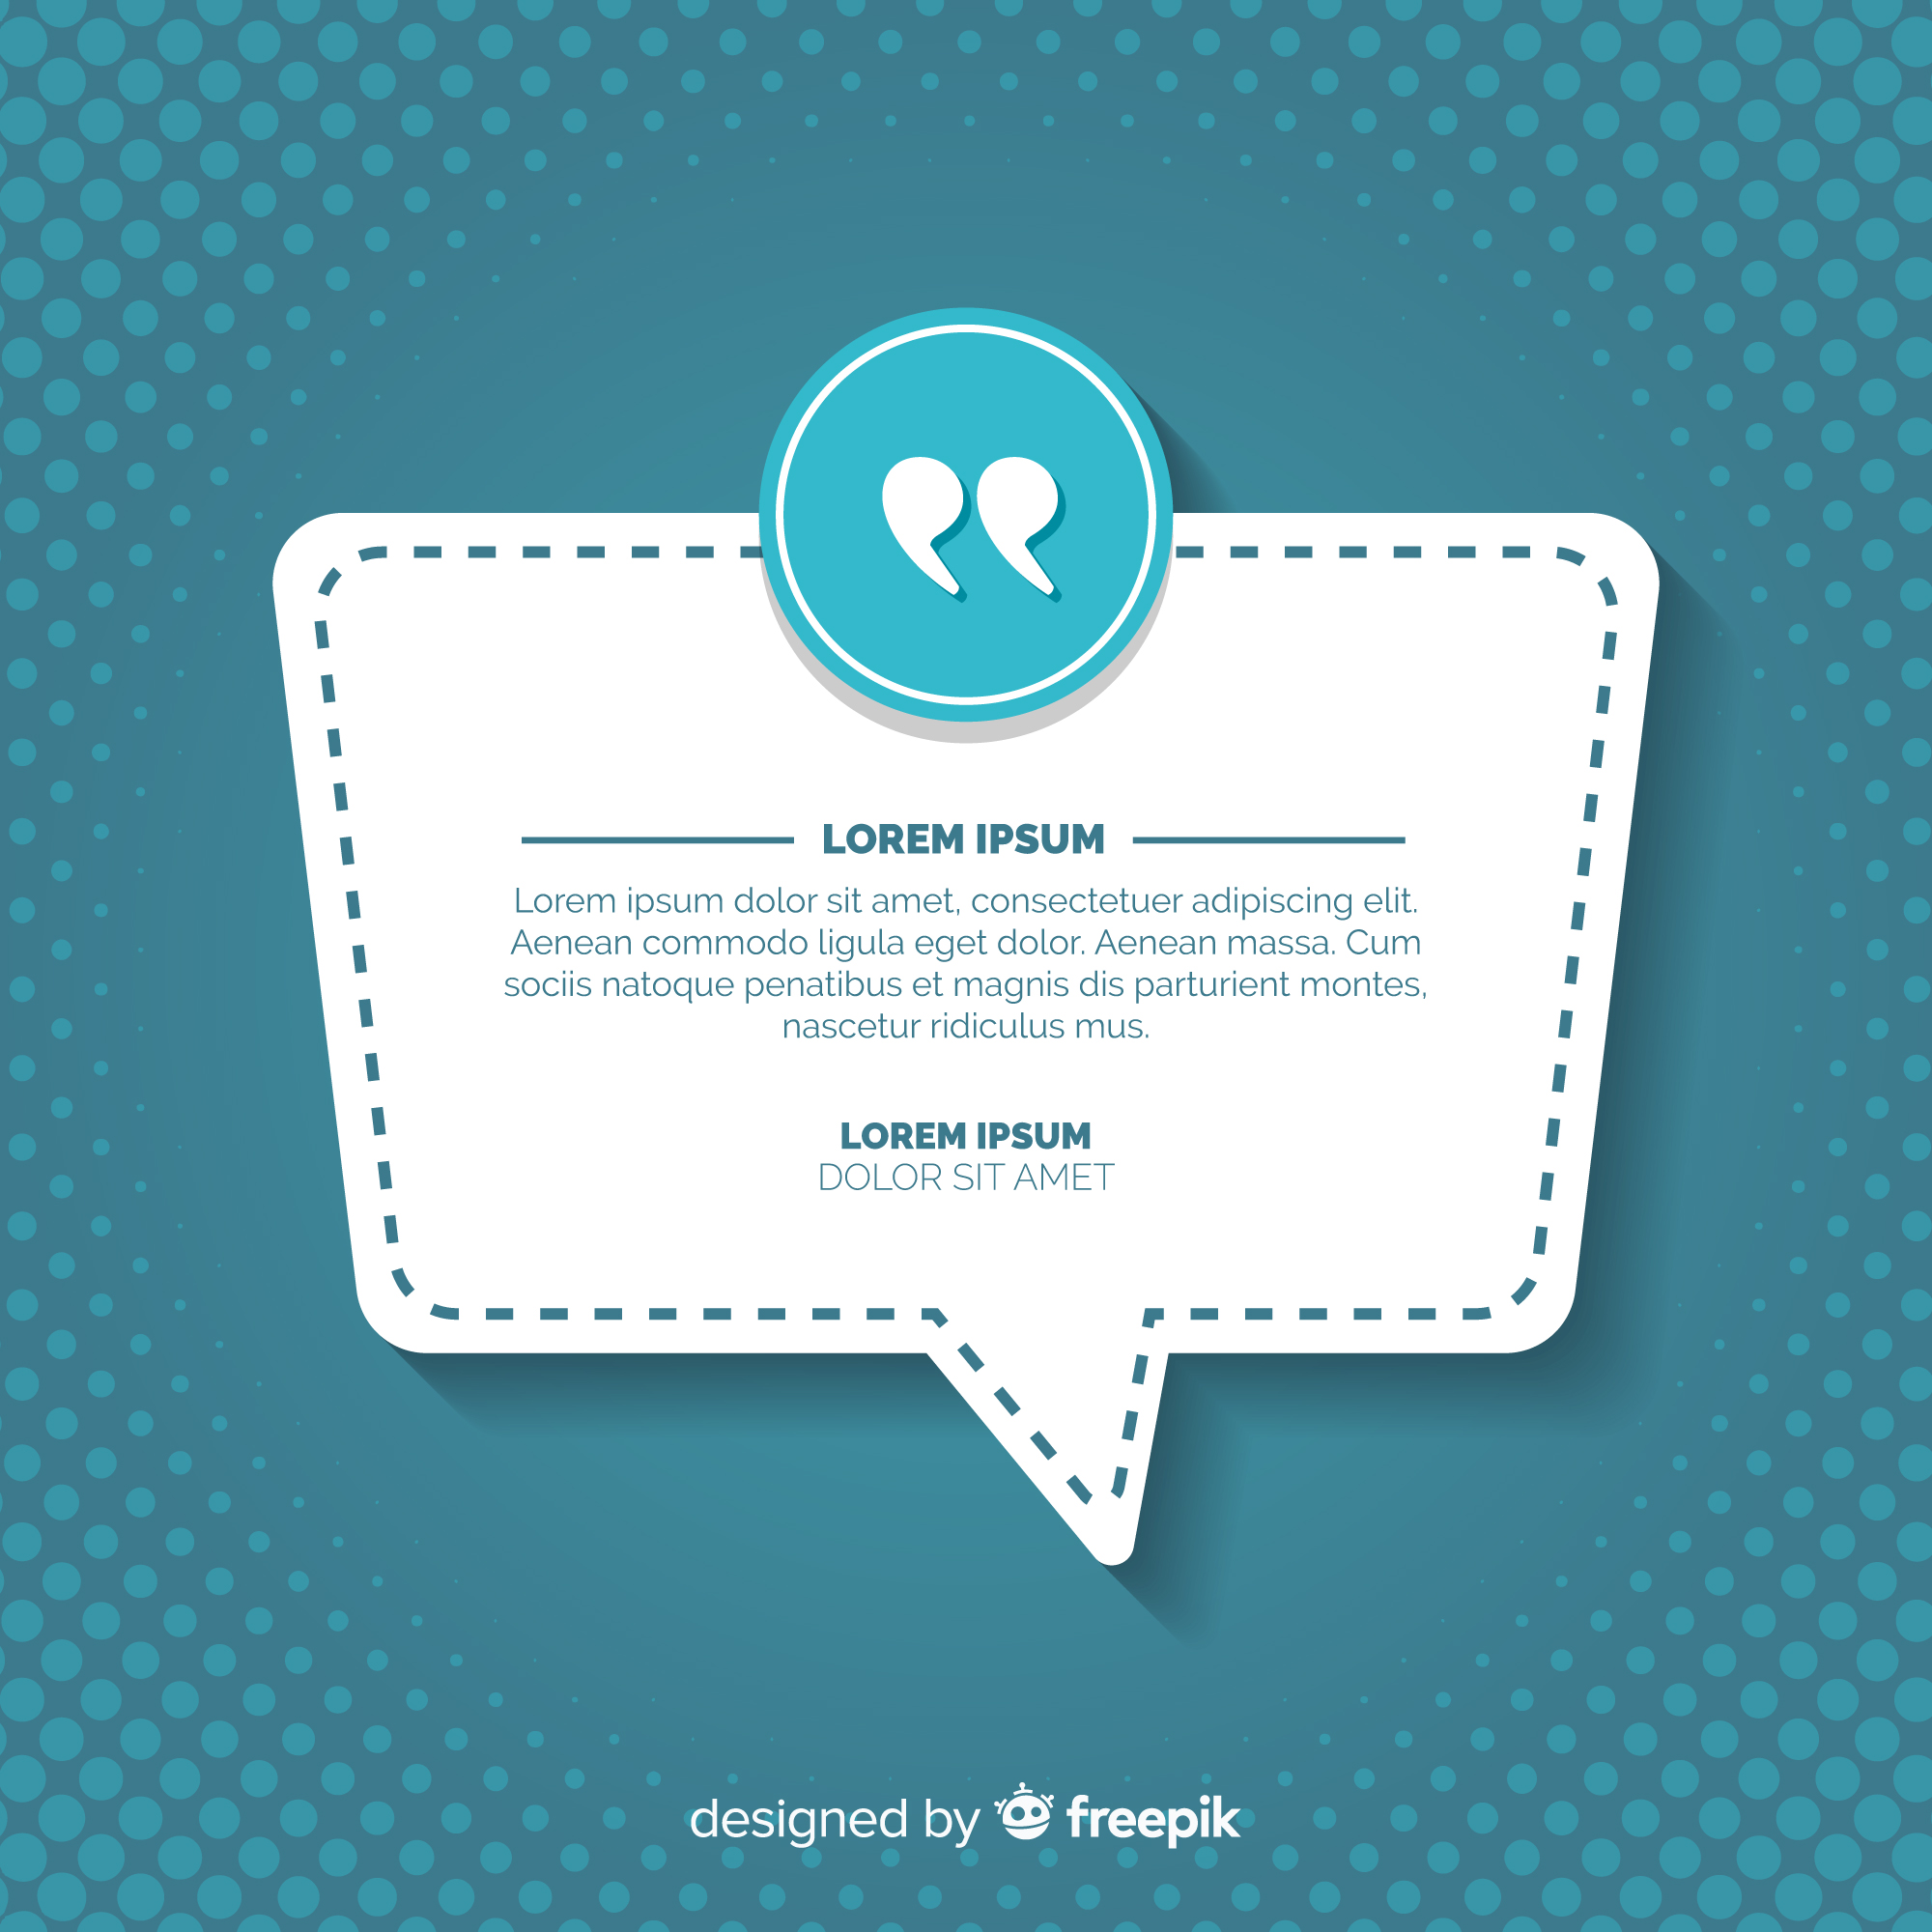 LOREM IPSUM
Lorem ipsum dolor sit amet, consectetuer adipiscing elit.
Aenean commodo ligula eget dolor. Aenean massa. Cum
sociis natoque penatibus et magnis dis parturient montes,
nascetur ridiculus mus.
LOREM IPSUM
DOLOR SIT AMET
designed by freepik